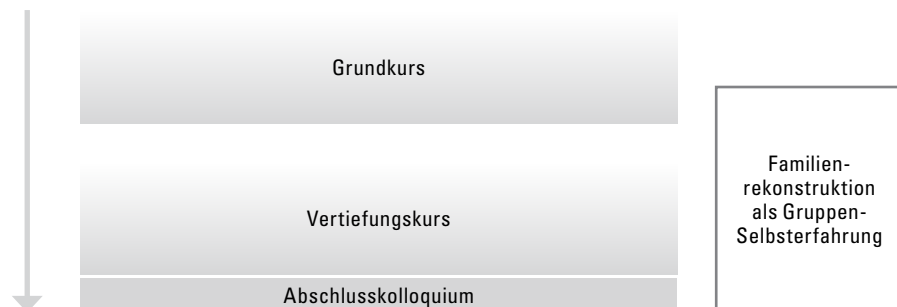 Grundkurs
Vertiefungskurs
Abschlusskolloquium
Familien-
rekonstruktion
als Gruppen-
Selbsterfahrung